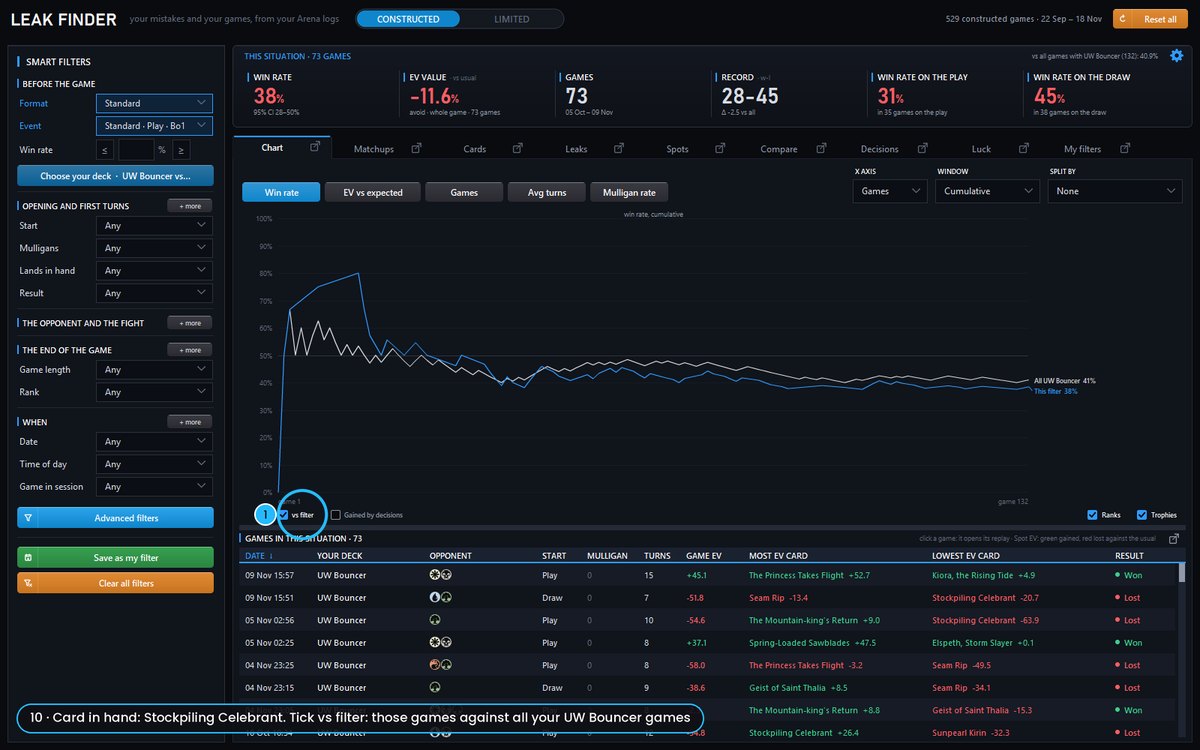 LEAK FINDER your mistakes and your games, from your Arena logs CONSTRUCTED LIMITED 529 constructed games · 22 Sep – 18 Nov Reset all
SMART FILTERS
BEFORE THE GAME
Format Standard
Event Standard · Play · Bo1
Win rate ≤ % ≥
Choose your deck · UW Bouncer vs...
OPENING AND FIRST TURNS + more
Start Any
Mulligans Any
Lands in hand Any
Result Any
THE OPPONENT AND THE FIGHT + more
THE END OF THE GAME + more
Game length Any
Rank Any
WHEN + more
Date Any
Time of day Any
Game in session Any
Advanced filters
Save as my filter
Clear all filters
THIS SITUATION · 73 GAMES vs all games with UW Bouncer (132): 40.9%
WIN RATE EV VALUE · vs usual GAMES RECORD · w-l WIN RATE ON THE PLAY WIN RATE ON THE DRAW
38% -11.6% 73 28-45 31% 45%
95% CI 28–50% avoid · whole game · 73 games 05 Oct – 09 Nov Δ -2.5 vs all in 35 games on the play in 38 games on the draw
Chart Matchups Cards Leaks Spots Compare Decisions Luck My filters
X AXIS WINDOW SPLIT BY
Win rate EV vs expected Games Avg turns Mulligan rate Games Cumulative None
win rate, cumulative
100%
90%
80%
70%
60%
50%
40%
30%
20%
10%
0%
All UW Bouncer 41%
This filter 38%
game 1 game 132
1 vs filter Gained by decisions Ranks Trophies
GAMES IN THIS SITUATION · 73 click a game: it opens its replay · Spot EV: green gained, red lost against the usual
DATE ↓ YOUR DECK OPPONENT START MULLIGAN TURNS GAME EV MOST EV CARD LOWEST EV CARD RESULT
09 Nov 15:57 UW Bouncer Play 0 15 +45.1 The Princess Takes Flight +52.7 Kiora, the Rising Tide +4.9 Won
09 Nov 15:51 UW Bouncer Draw 0 7 -51.8 Seam Rip -13.4 Stockpiling Celebrant -20.7 Lost
05 Nov 02:56 UW Bouncer Play 0 10 -54.6 The Mountain-king's Return +9.0 Stockpiling Celebrant -63.9 Lost
05 Nov 02:25 UW Bouncer Play 0 8 +37.1 Spring-Loaded Sawblades +47.5 Elspeth, Storm Slayer +0.1 Won
04 Nov 23:25 UW Bouncer Play 0 8 -58.0 The Princess Takes Flight -3.2 Seam Rip -49.5 Lost
04 Nov 23:15 UW Bouncer Draw 0 9 -38.6 Geist of Saint Thalia +8.5 Seam Rip -34.1 Lost
The Mountain-king's Return +8.8 Geist of Saint Thalia -15.3 Won
Stockpiling Celebrant +26.4 Sunpearl Kirin -32.3 Lost
10 · Card in hand: Stockpiling Celebrant. Tick vs filter: those games against all your UW Bouncer games